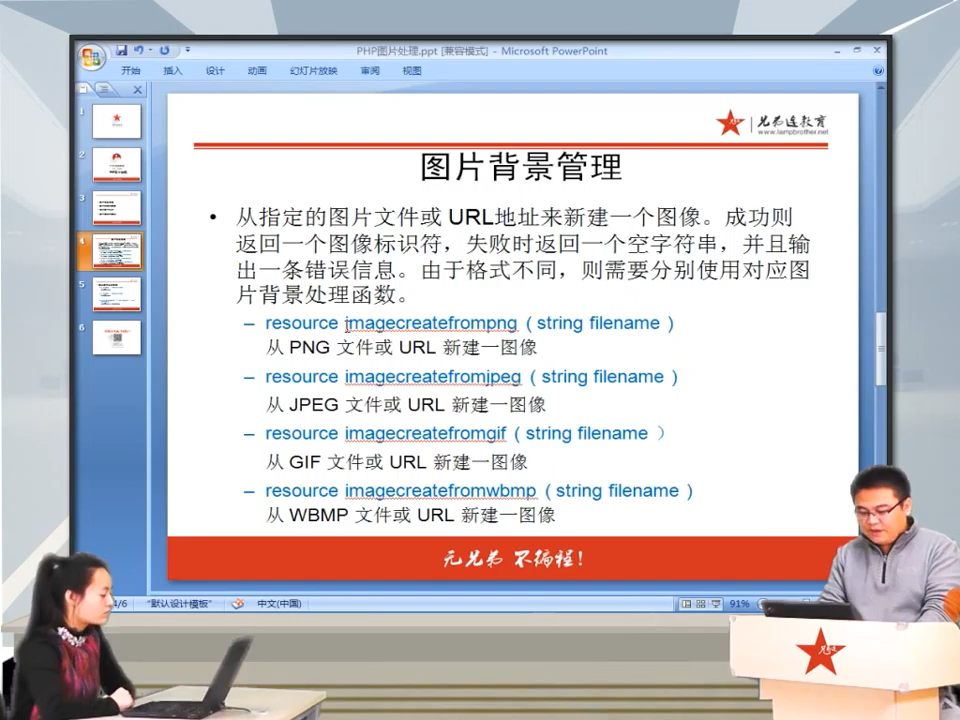 PHP图片处理.ppt [兼容模式] - Microsoft PowerPoint
开始 插入 设计 动画 幻灯片放映 审阅 视图
1
2
3
4
5
6
兄弟连教育
www.lampbrother.net
图片背景管理
• 从指定的图片文件或 URL地址来新建一个图像。成功则
返回一个图像标识符，失败时返回一个空字符串，并且输
出一条错误信息。由于格式不同，则需要分别使用对应图
片背景处理函数。
– resource imagecreatefrompng ( string filename )
从 PNG 文件或 URL 新建一图像
– resource imagecreatefromjpeg ( string filename )
从 JPEG 文件或 URL 新建一图像
– resource imagecreatefromgif ( string filename ）
从 GIF 文件或 URL 新建一图像
– resource imagecreatefromwbmp ( string filename )
从 WBMP 文件或 URL 新建一图像
无兄弟 不编程!
4/6 "默认设计模板" 中文(中国) 91%